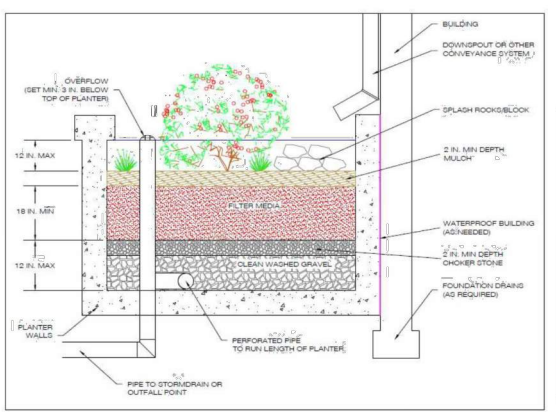 BUILDING
DOWNSPOUT OR OTHER
CONVEYANCE SYSTEM
OVERFLOW
(SET MIN. 3 IN. BELOW
TOP OF PLANTER)
SPLASH ROCKS/BLOCK
12 IN. MAX
2 IN. MIN DEPTH
MULCH
18 IN. MIN
FILTER MEDIA
WATERPROOF BUILDING
(AS NEEDED)
2 IN. MIN DEPTH
CHOKER STONE
12 IN. MAX
CLEAN WASHED GRAVEL
FOUNDATION DRAINS
(AS REQUIRED)
PLANTER
WALLS
PERFORATED PIPE
TO RUN LENGTH OF PLANTER
PIPE TO STORMDRAIN OR
OUTFALL POINT